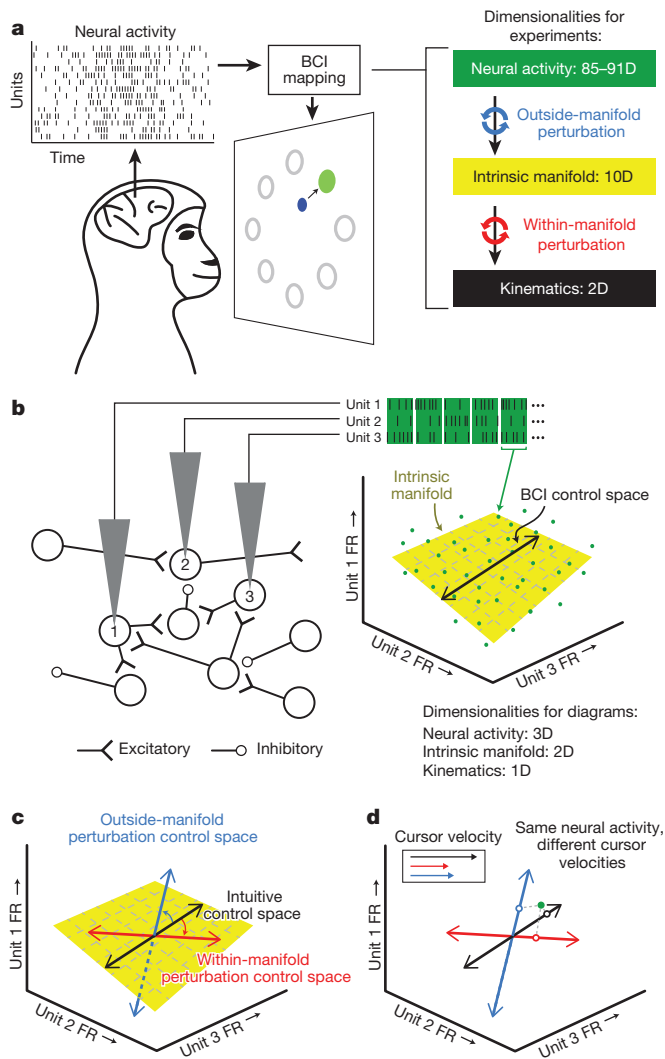 a
Neural activity
Units
Time
BCI
mapping
Dimensionalities for
experiments:
Neural activity: 85–91D
Outside-manifold
perturbation
Intrinsic manifold: 10D
Within-manifold
perturbation
Kinematics: 2D
b
Unit 1
Unit 2
Unit 3
1
2
3
Excitatory
Inhibitory
Intrinsic
manifold
BCI control space
Unit 1 FR →
Unit 2 FR →
Unit 3 FR →
Dimensionalities for diagrams:
Neural activity: 3D
Intrinsic manifold: 2D
Kinematics: 1D
c
Outside-manifold
perturbation control space
Intuitive
control space
Within-manifold
perturbation control space
Unit 1 FR →
Unit 2 FR →
Unit 3 FR →
d
Cursor velocity
Same neural activity,
different cursor
velocities
Unit 1 FR →
Unit 2 FR →
Unit 3 FR →